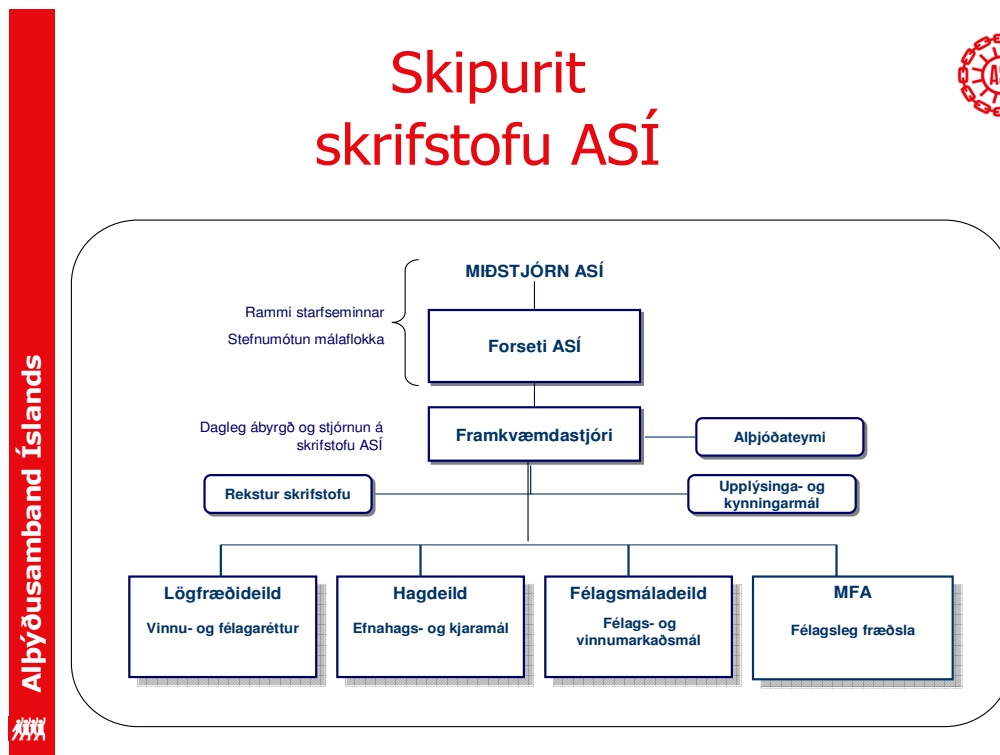 Skipurit
skrifstofu ASÍ
Alþýðusamband Íslands
MIÐSTJÓRN ASÍ
Rammi starfseminnar
Stefnumótun málaflokka
Forseti ASÍ
Dagleg ábyrgð og stjórnun á
skrifstofu ASÍ
Framkvæmdastjóri
Alþjóðateymi
Rekstur skrifstofu
Upplýsinga- og
kynningarmál
Lögfræðideild
Vinnu- og félagaréttur
Hagdeild
Efnahags- og kjaramál
Félagsmáladeild
Félags- og
vinnumarkaðsmál
MFA
Félagsleg fræðsla